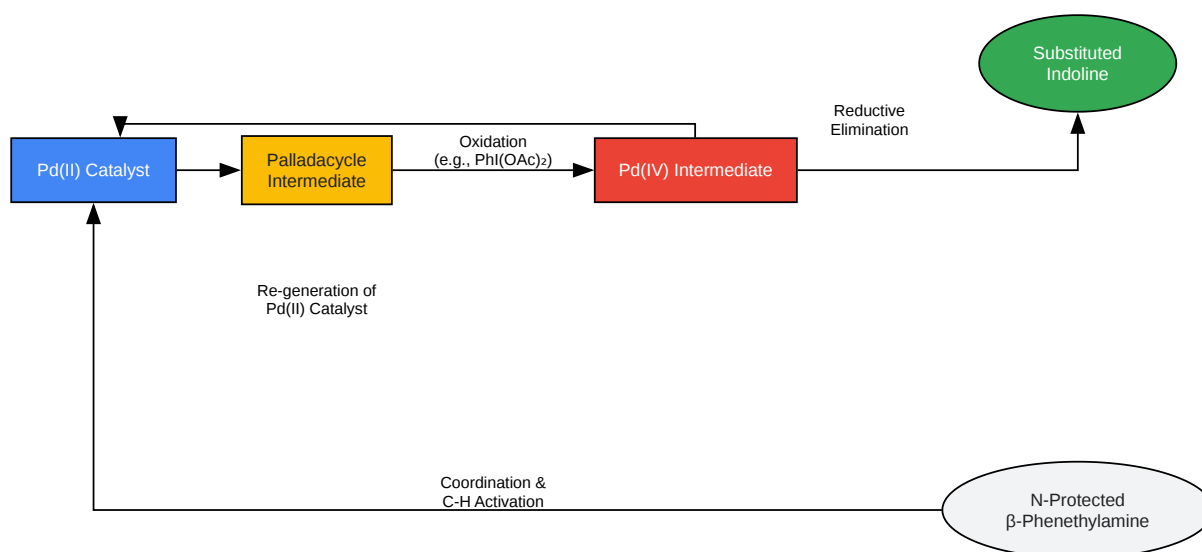 Substituted
Indoline
Reductive
Elimination
Oxidation
(e.g., PhI(OAc)₂)
Pd(II) Catalyst
Palladacycle
Intermediate
Pd(IV) Intermediate
Re-generation of
Pd(II) Catalyst
Coordination &
C-H Activation
N-Protected
β-Phenethylamine